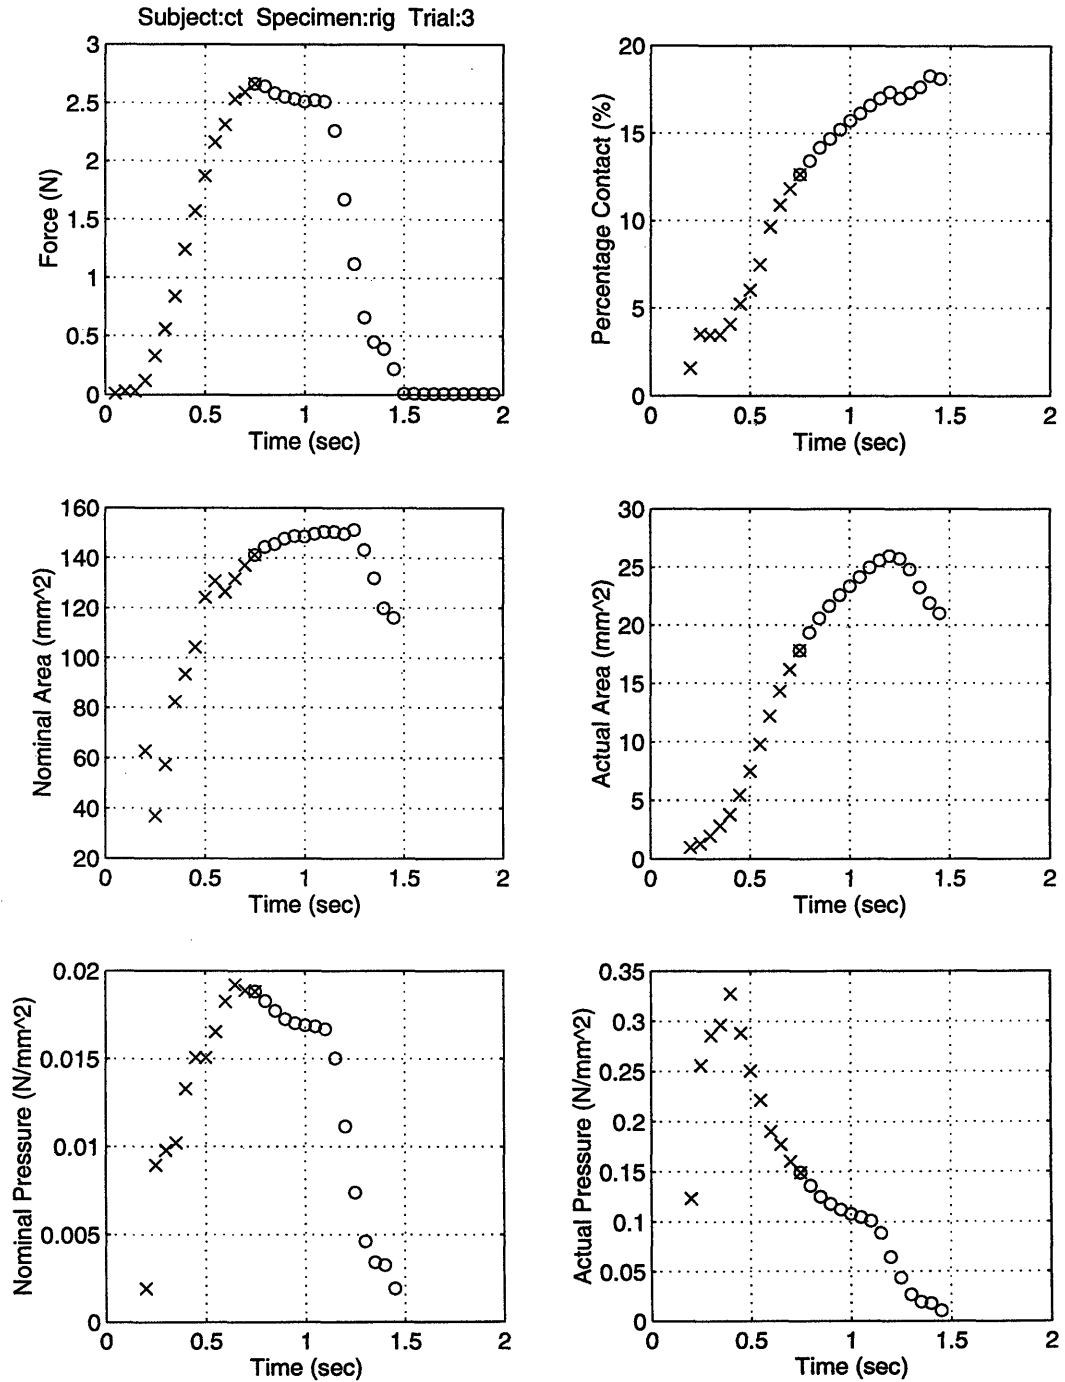 Subject:ct Specimen:rig Trial:3
3
2.5
2
1.5
1
0.5
0
Force (N)
0 0.5 1 1.5 2
Time (sec)
20
15
10
5
0
Percentage Contact (%)
0 0.5 1 1.5 2
Time (sec)
160
140
120
100
80
60
40
20
Nominal Area (mm^2)
0 0.5 1 1.5 2
Time (sec)
30
25
20
15
10
5
0
Actual Area (mm^2)
0 0.5 1 1.5 2
Time (sec)
0.02
0.015
0.01
0.005
0
Nominal Pressure (N/mm^2)
0 0.5 1 1.5 2
Time (sec)
0.35
0.3
0.25
0.2
0.15
0.1
0.05
0
Actual Pressure (N/mm^2)
0 0.5 1 1.5 2
Time (sec)